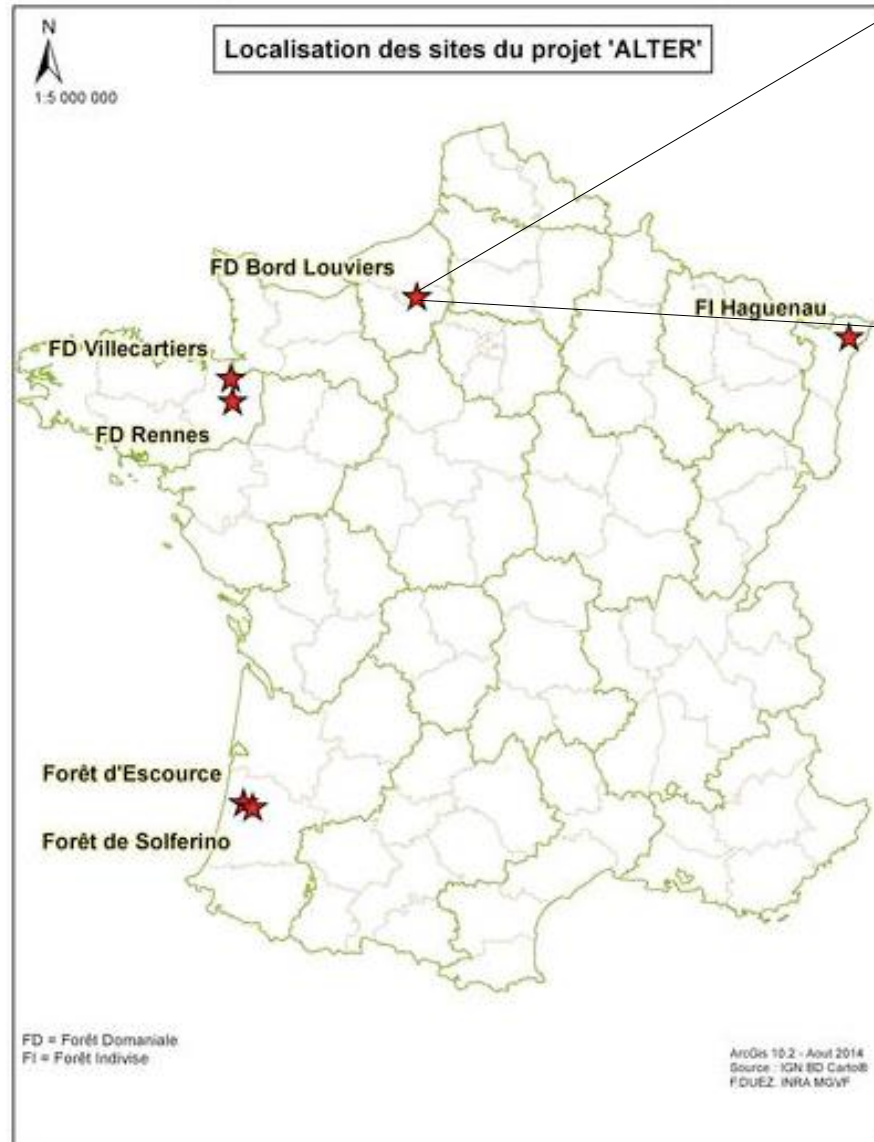 N
Localisation des sites du projet 'ALTER'
1:5 000 000
FD Bord Louviers
FI Haguenau
FD Villecartiers
FD Rennes
Forêt d'Escource
Forêt de Solferino
FD = Forêt Domaniale
FI = Forêt Indivise
ArcGis 10.2 - Aout 2014
Source : IGN BD Carto®
F.DUEZ. INRA MGVF